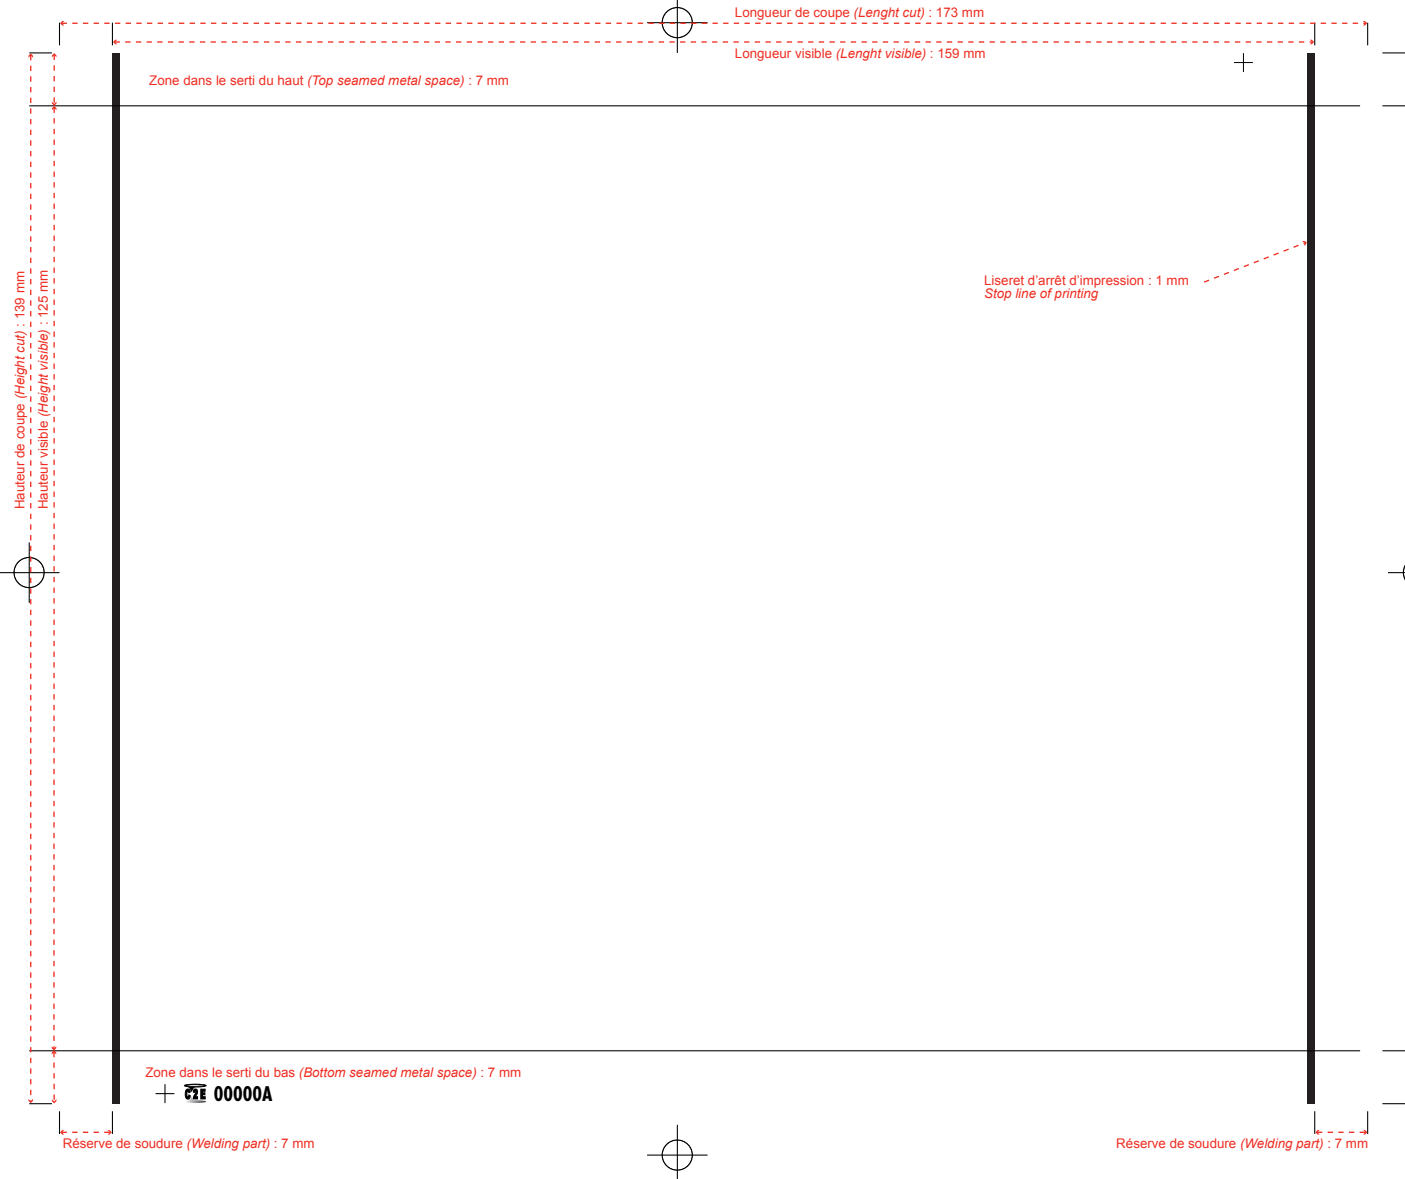 Longueur de coupe (Lenght cut) : 173 mm
Longueur visible (Lenght visible) : 159 mm
Zone dans le serti du haut (Top seamed metal space) : 7 mm
Hauteur de coupe (Height cut) : 139 mm
Hauteur visible (Height visible) : 125 mm
Liseret d'arrêt d'impression : 1 mm
Stop line of printing
Zone dans le serti du bas (Bottom seamed metal space) : 7 mm
C2E 00000A
Réserve de soudure (Welding part) : 7 mm
Réserve de soudure (Welding part) : 7 mm